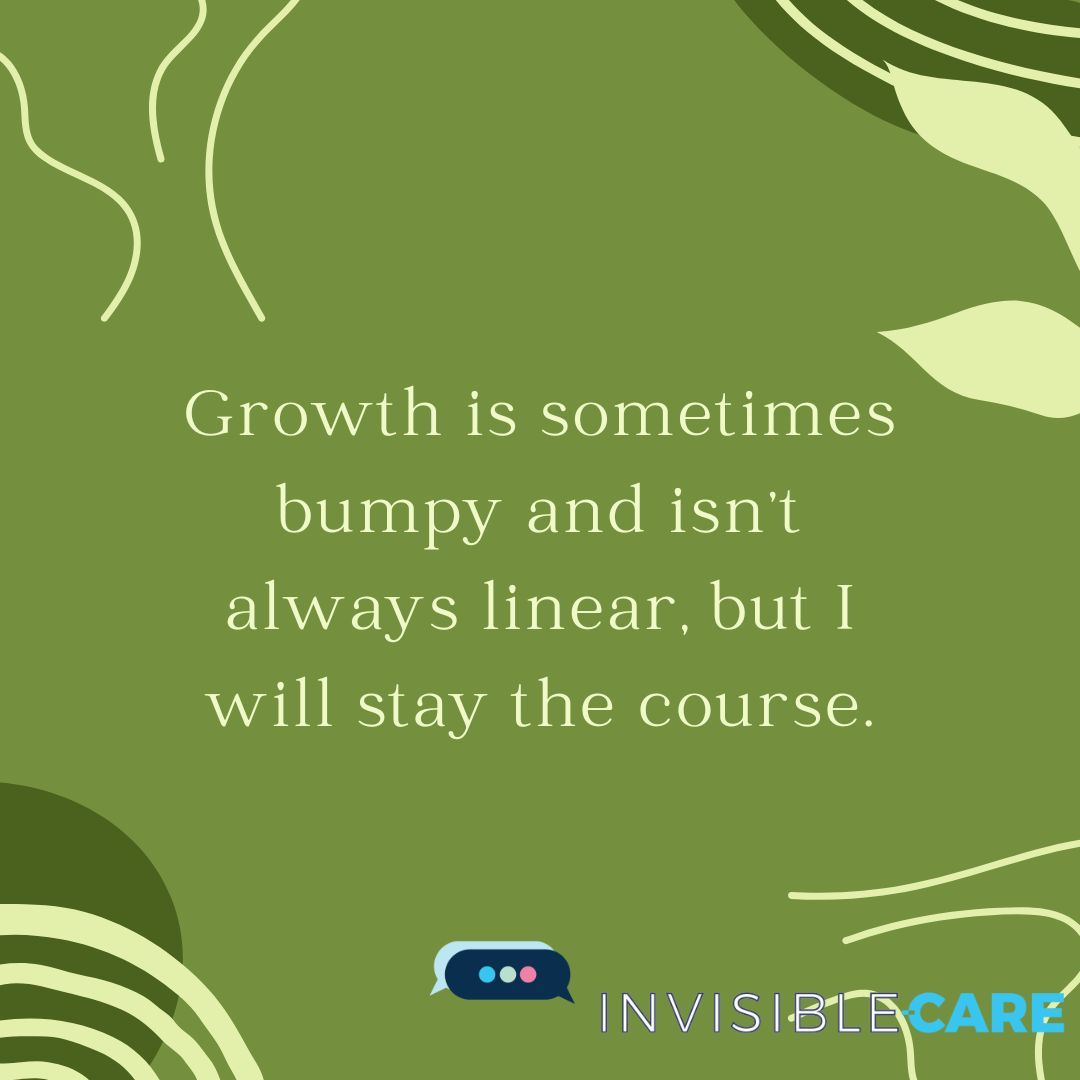 Growth is sometimes
bumpy and isn't
always linear, but I
will stay the course.
INVISIBLE-CARE